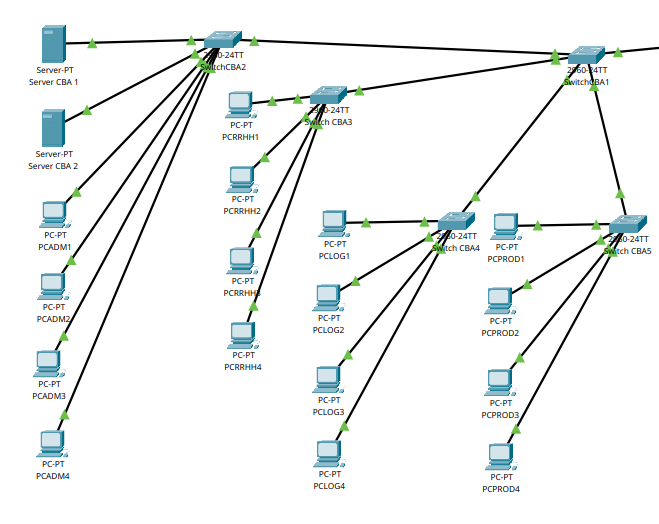 Server-PT
Server CBA 1
2960-24TT
SwitchCBA2
2960-24TT
SwitchCBA1
Server-PT
Server CBA 2
PC-PT
PCRRHH1
2960-24TT
Switch CBA3
PC-PT
PCRRHH2
PC-PT
PCADM1
PC-PT
PCLOG1
2960-24TT
Switch CBA4
PC-PT
PCPROD1
2960-24TT
Switch CBA5
PC-PT
PCRRHH3
PC-PT
PCADM2
PC-PT
PCLOG2
PC-PT
PCPROD2
PC-PT
PCRRHH4
PC-PT
PCADM3
PC-PT
PCLOG3
PC-PT
PCPROD3
PC-PT
PCADM4
PC-PT
PCLOG4
PC-PT
PCPROD4